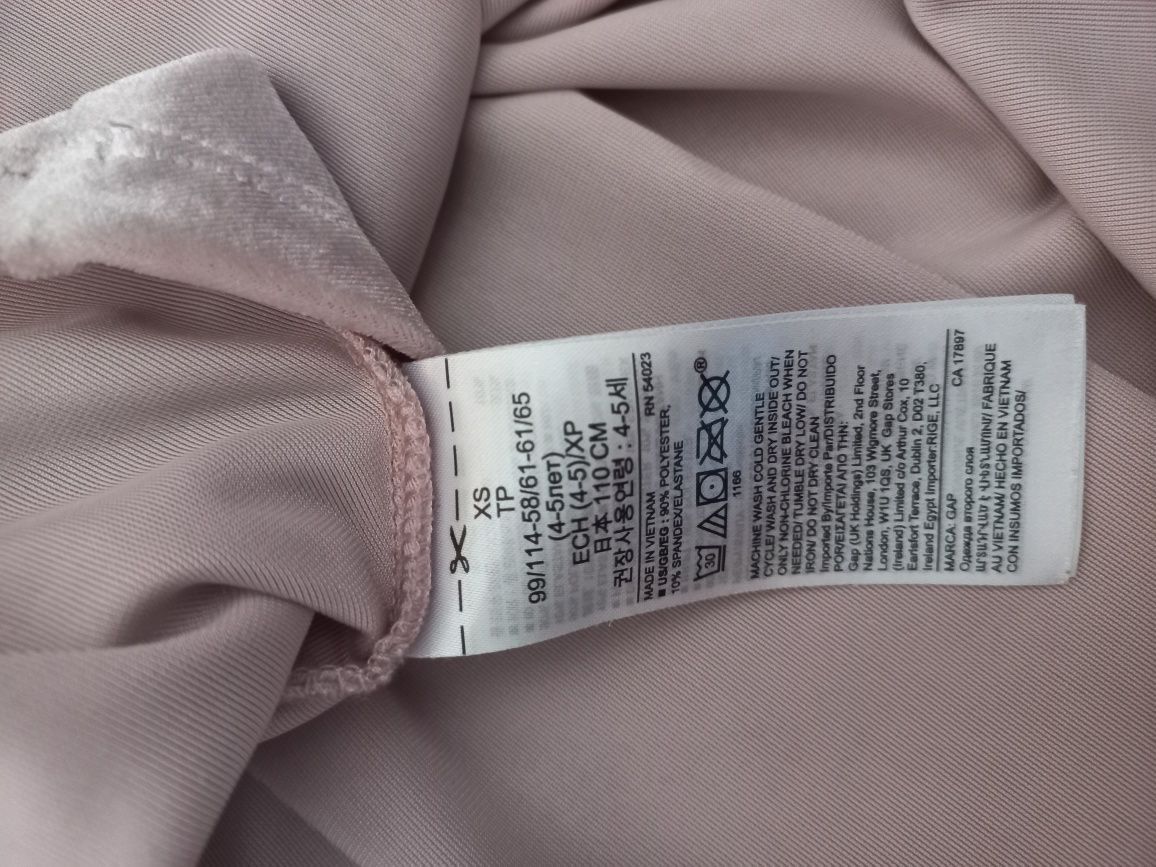 XS
TP
99/114-58/61-61/65
(4-5лет)
ECH (4-5)/XP
日本 110 CM
권장사용연령 : 4-5세
MADE IN VIETNAM RN 54023
■ US/GB/EG : 90% POLYESTER,
10% SPANDEX/ELASTANE
30
®
1166
MACHINE WASH COLD GENTLE
CYCLE/ WASH AND DRY INSIDE OUT/
ONLY NON-CHLORINE BLEACH WHEN
NEEDED/ TUMBLE DRY LOW/ DO NOT
IRON/ DO NOT DRY CLEAN
Imported By/Importe Par/DISTRIBUIDO
POR/ΕΙΣΑΓΕΤΑΙ ΑΠΟ ΤΗΝ:
Gap (UK Holdings) Limited, 2nd Floor
Nations House, 103 Wigmore Street,
London, W1U 1QS, UK Gap Stores
(Ireland) Limited c/o Arthur Cox, 10
Earlsfort Terrace, Dublin 2, D02 T380,
Ireland Egypt Importer:RIGE, LLC
MARCA: GAP CA 17897
Одежда второго слоя
ԱՐՏԱԴՐՎԱԾ Է ՎԻԵՏՆԱՄՈՒՄ/ FABRIQUE
AU VIETNAM/ HECHO EN VIETNAM
CON INSUMOS IMPORTADOS/